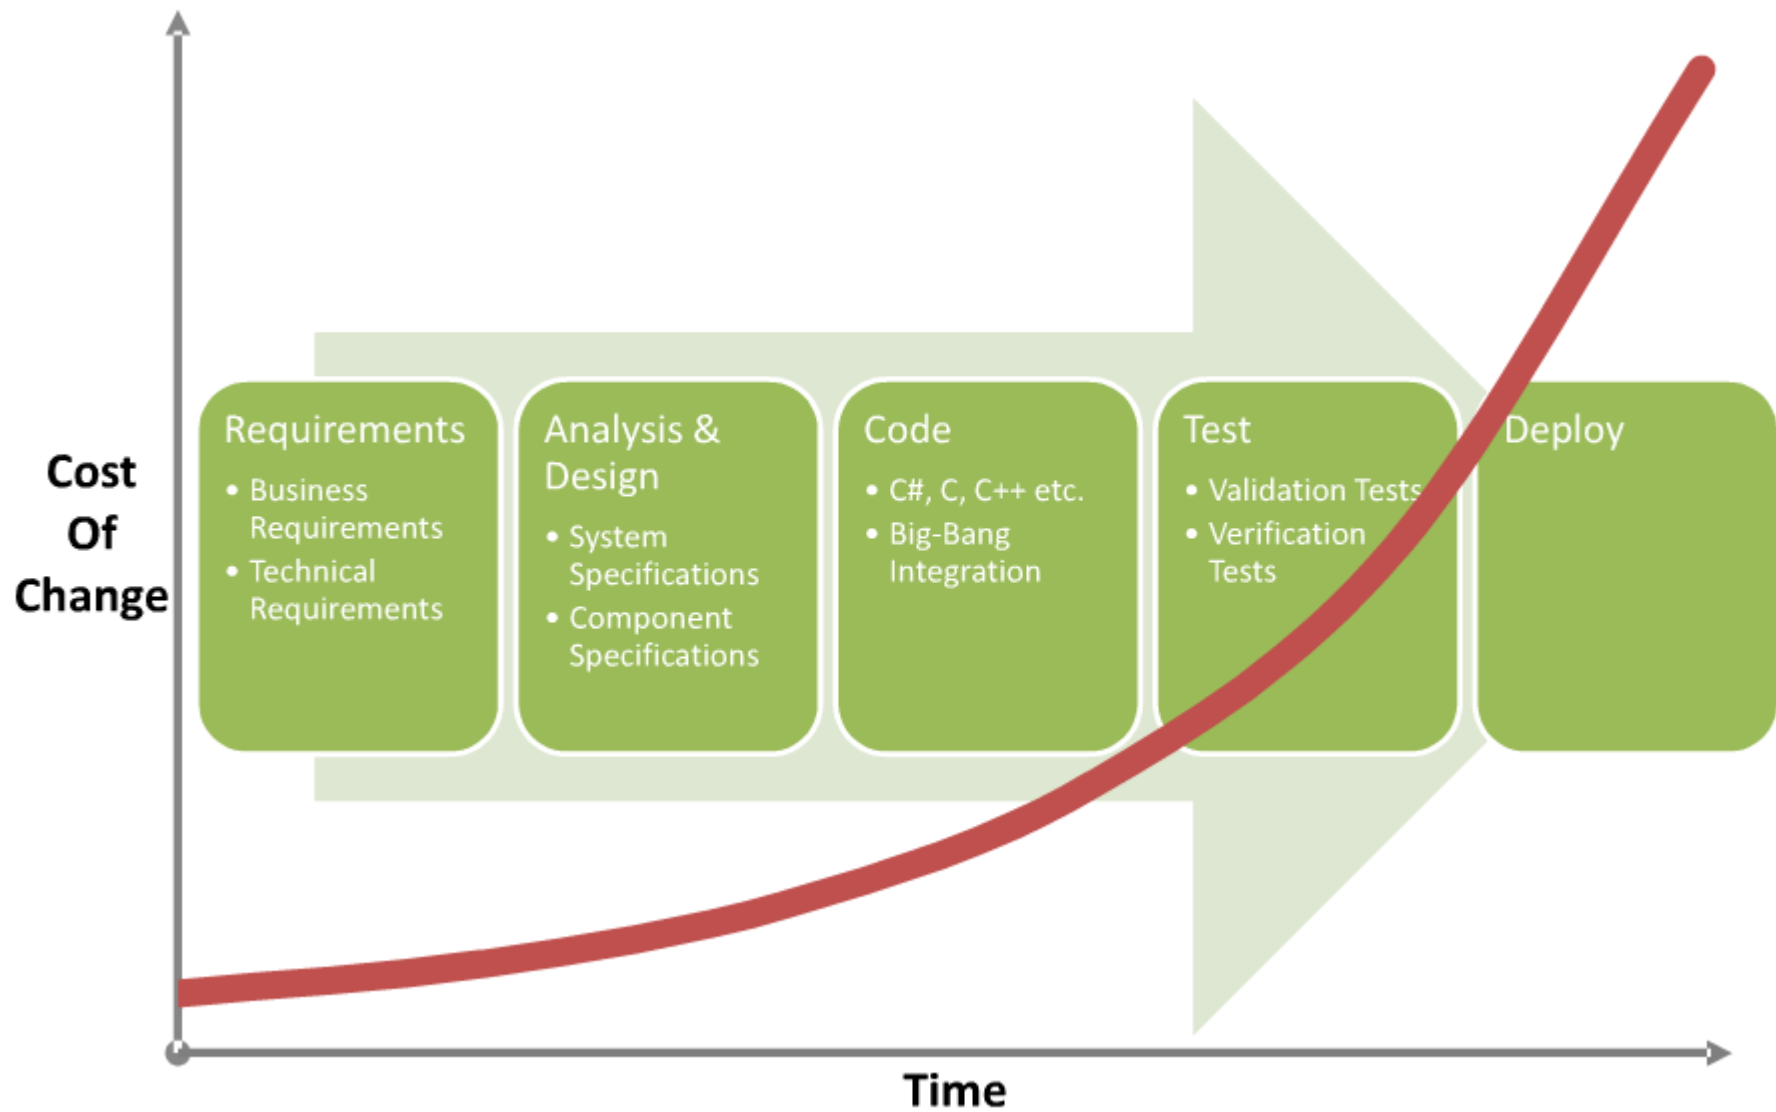 Cost
Of
Change
Requirements
• Business
Requirements
• Technical
Requirements
Analysis &
Design
• System
Specifications
• Component
Specifications
Code
• C#, C, C++ etc.
• Big-Bang
Integration
Test
• Validation Tests
• Verification
Tests
Deploy
Time